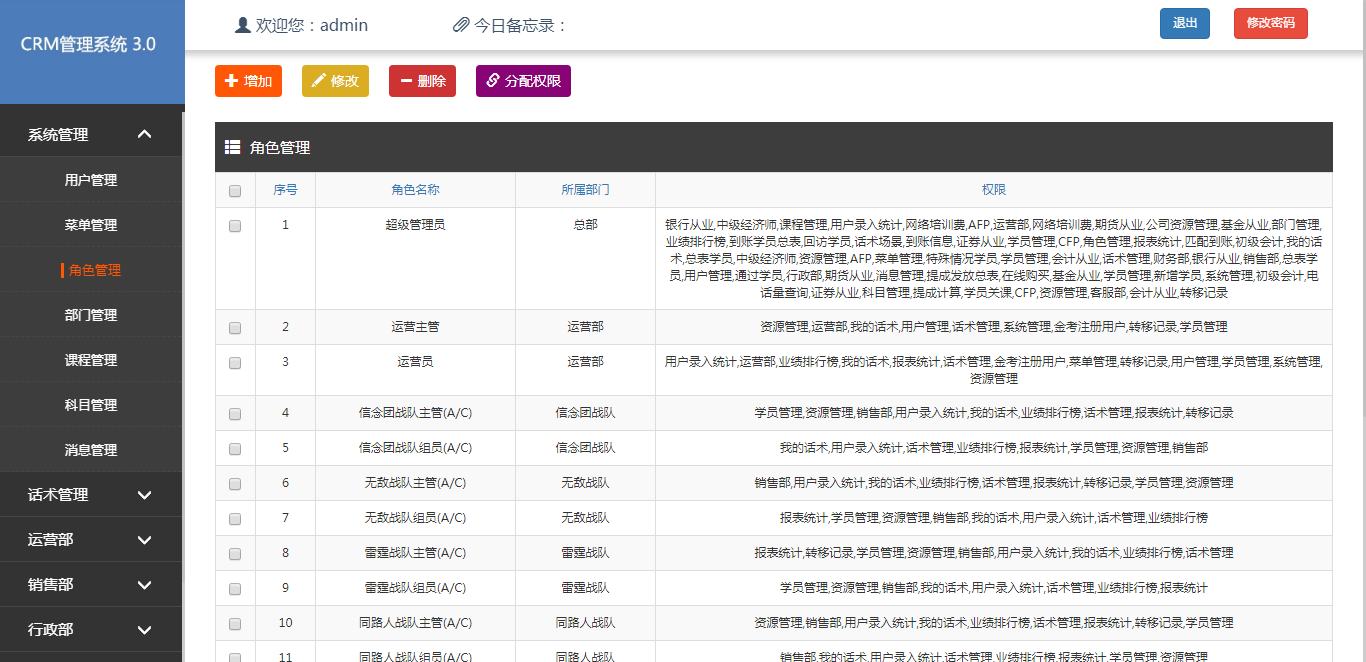 CRM管理系统 3.0
欢迎您：admin
今日备忘录：
退出
修改密码
系统管理
用户管理
菜单管理
角色管理
部门管理
课程管理
科目管理
消息管理
话术管理
运营部
销售部
行政部
增加
修改
删除
分配权限
角色管理
序号 角色名称 所属部门 权限
1 超级管理员 总部 银行从业,中级经济师,课程管理,用户录入统计,网络培训费,AFP,运营部,网络培训费,期货从业,公司资源管理,基金从业,部门管理,
业绩排行榜,到账学员总表,回访学员,话术场景,到账信息,证券从业,学员管理,CFP,角色管理,报表统计,匹配到账,初级会计,我的话
术,总表学员,中级经济师,资源管理,AFP,菜单管理,特殊情况学员,学员管理,会计从业,话术管理,财务部,银行从业,销售部,总表学
员,用户管理,通过学员,行政部,期货从业,消息管理,提成发放总表,在线购买,基金从业,学员管理,新增学员,系统管理,初级会计,电
话量查询,证券从业,科目管理,提成计算,学员关课,CFP,资源管理,客服部,会计从业,转移记录
2 运营主管 运营部 资源管理,运营部,我的话术,用户管理,话术管理,系统管理,金考注册用户,转移记录,学员管理
3 运营员 运营部 用户录入统计,运营部,业绩排行榜,我的话术,报表统计,话术管理,金考注册用户,菜单管理,转移记录,用户管理,学员管理,系统管理,
资源管理
4 信念团战队主管(A/C) 信念团战队 学员管理,资源管理,销售部,用户录入统计,我的话术,业绩排行榜,话术管理,报表统计,转移记录
5 信念团战队组员(A/C) 信念团战队 我的话术,用户录入统计,话术管理,业绩排行榜,报表统计,学员管理,资源管理,销售部
6 无敌战队主管(A/C) 无敌战队 销售部,用户录入统计,我的话术,业绩排行榜,话术管理,报表统计,转移记录,学员管理,资源管理
7 无敌战队组员(A/C) 无敌战队 报表统计,学员管理,资源管理,销售部,我的话术,用户录入统计,话术管理,业绩排行榜
8 雷霆战队主管(A/C) 雷霆战队 报表统计,转移记录,学员管理,资源管理,销售部,用户录入统计,我的话术,业绩排行榜,话术管理
9 雷霆战队组员(A/C) 雷霆战队 学员管理,资源管理,销售部,我的话术,用户录入统计,话术管理,业绩排行榜,报表统计
10 同路人战队主管(A/C) 同路人战队 资源管理,销售部,用户录入统计,我的话术,业绩排行榜,话术管理,报表统计,转移记录,学员管理
11 同路人战队组员(A/C) 同路人战队 销售部,我的话术,用户录入统计,话术管理,业绩排行榜,报表统计,学员管理,资源管理